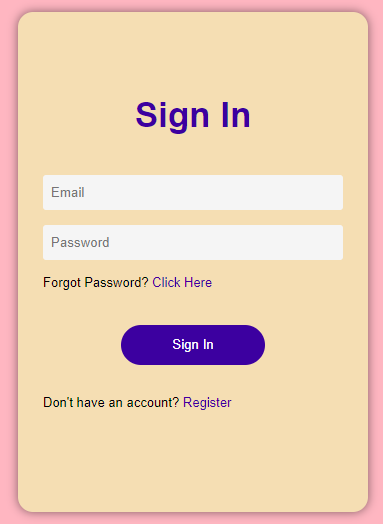 Sign In
Email
Password
Forgot Password? Click Here
Sign In
Don't have an account? Register